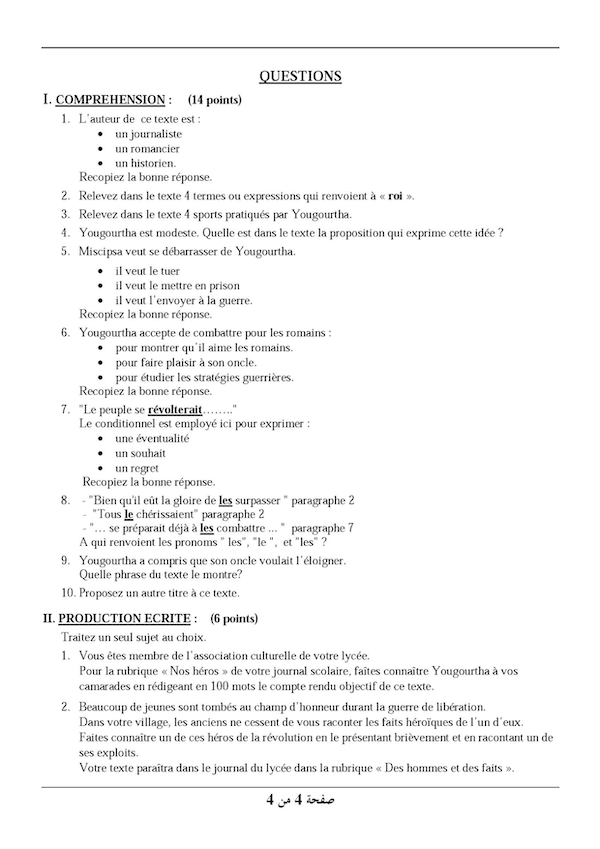 QUESTIONS
I. COMPREHENSION : (14 points)
1. L'auteur de ce texte est :
• un journaliste
• un romancier
• un historien.
Recopiez la bonne réponse.
2. Relevez dans le texte 4 termes ou expressions qui renvoient à « roi ».
3. Relevez dans le texte 4 sports pratiqués par Yougourtha.
4. Yougourtha est modeste. Quelle est dans le texte la proposition qui exprime cette idée ?
5. Miscipsa veut se débarrasser de Yougourtha.
• il veut le tuer
• il veut le mettre en prison
• il veut l'envoyer à la guerre.
Recopiez la bonne réponse.
6. Yougourtha accepte de combattre pour les romains :
• pour montrer qu'il aime les romains.
• pour faire plaisir à son oncle.
• pour étudier les stratégies guerrières.
Recopiez la bonne réponse.
7. "Le peuple se révolterait…….."
Le conditionnel est employé ici pour exprimer :
• une éventualité
• un souhait
• un regret
Recopiez la bonne réponse.
8. - "Bien qu'il eût la gloire de les surpasser " paragraphe 2
- "Tous le chérissaient" paragraphe 2
- "… se préparait déjà à les combattre ... " paragraphe 7
A qui renvoient les pronoms " les", "le ", et "les" ?
9. Yougourtha a compris que son oncle voulait l'éloigner.
Quelle phrase du texte le montre?
10. Proposez un autre titre à ce texte.
II. PRODUCTION ECRITE : (6 points)
Traitez un seul sujet au choix.
1. Vous êtes membre de l'association culturelle de votre lycée.
Pour la rubrique « Nos héros » de votre journal scolaire, faîtes connaître Yougourtha à vos
camarades en rédigeant en 100 mots le compte rendu objectif de ce texte.
2. Beaucoup de jeunes sont tombés au champ d'honneur durant la guerre de libération.
Dans votre village, les anciens ne cessent de vous raconter les faits héroïques de l'un d'eux.
Faites connaître un de ces héros de la révolution en le présentant brièvement et en racontant un de
ses exploits.
Votre texte paraîtra dans le journal du lycée dans la rubrique « Des hommes et des faits ».
صفحة 4 من 4